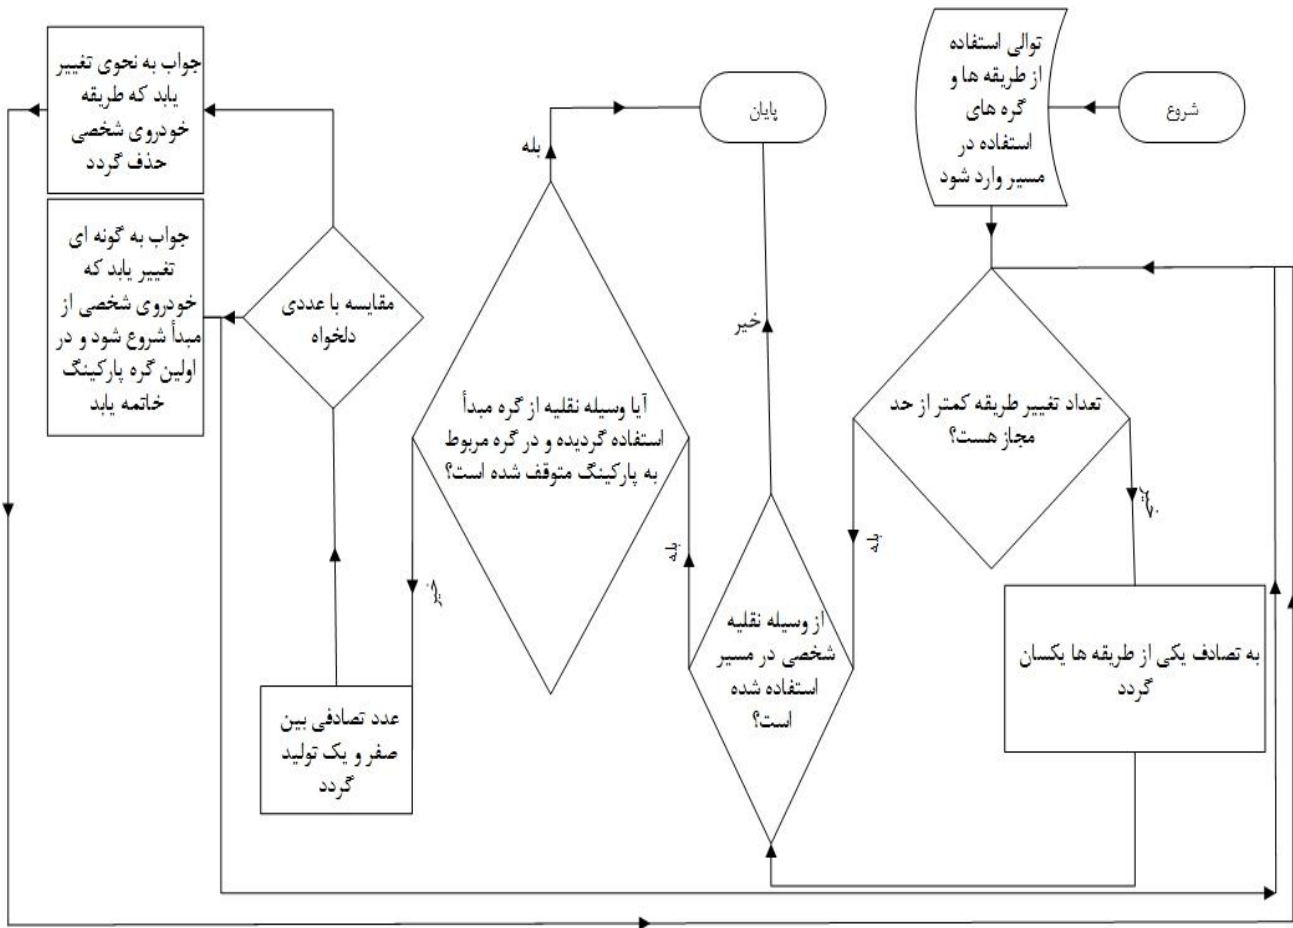 شروع
توالی استفاده
از طریقه ها و
گره های
استفاده در
مسیر وارد شود
تعداد تغییر طریقه کمتر از حد
مجاز هست؟
خیر
بله
به تصادف یکی از طریقه ها یکسان
گردد
از وسیله نقلیه
شخصی در مسیر
استفاده شده
است؟
خیر
بله
پایان
آیا وسیله نقلیه از گره مبدأ
استفاده گردیده و در گره مربوط
به پارکینگ متوقف شده است؟
بله
خیر
عدد تصادفی بین
صفر و یک تولید
گردد
مقایسه با عددی
دلخواه
جواب به نحوی تغییر
یابد که طریقه
خودروی شخصی
حذف گردد
جواب به گونه ای
تغییر یابد که
خودروی شخصی از
مبدأ شروع شود و در
اولین گره پارکینگ
خاتمه یابد